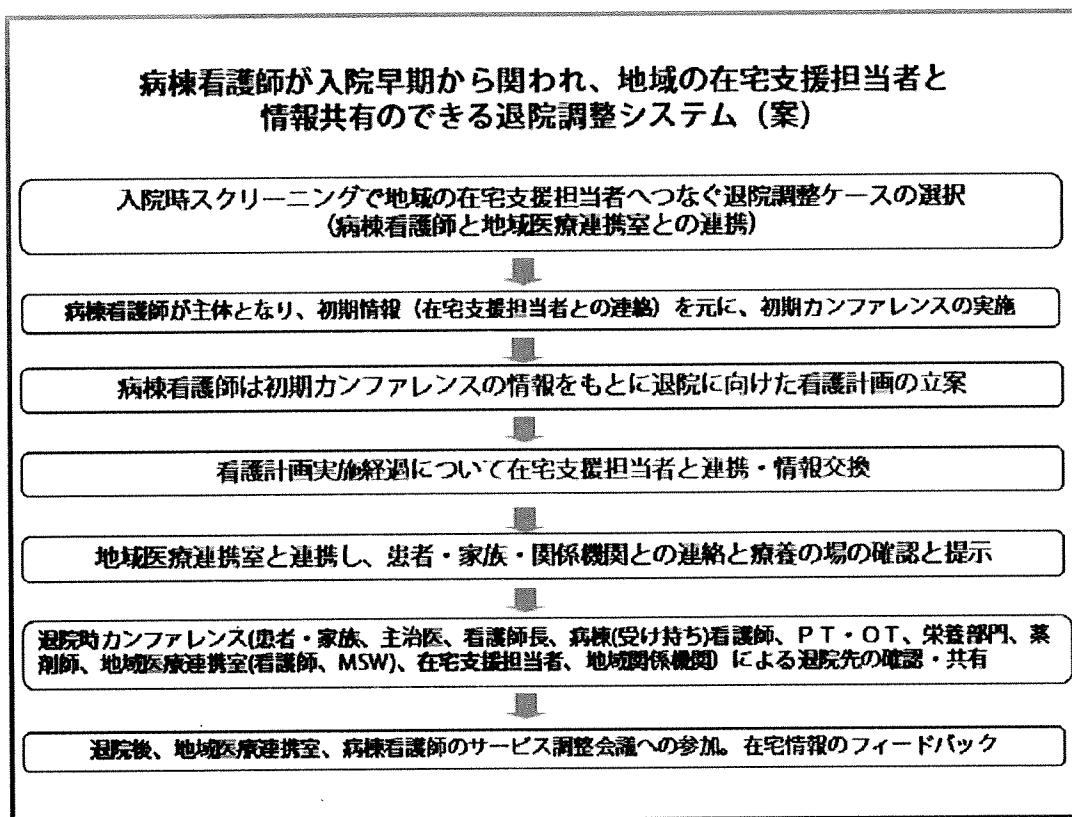 病棟看護師が入院早期から関われ、地域の在宅支援担当者と
情報共有のできる退院調整システム（案）
入院時スクリーニングで地域の在宅支援担当者へつなぐ退院調整ケースの選択
(病棟看護師と地域医療連携室との連携)
病棟看護師が主体となり、初期情報（在宅支援担当者との連絡）を元に、初期カンファレンスの実施
病棟看護師は初期カンファレンスの情報をもとに退院に向けた看護計画の立案
看護計画実施経過について在宅支援担当者と連携・情報交換
地域医療連携室と連携し、患者・家族・関係機関との連絡と療養の場の確認と提示
退院時カンファレンス(患者・家族、主治医、看護師長、病棟(受け持ち)看護師、ＰＴ・ＯＴ、栄養部門、薬
剤師、地域医療連携室(看護師、MSW)、在宅支援担当者、地域関係機関）による退院先の確認・共有
退院後、地域医療連携室、病棟看護師のサービス調整会議への参加。在宅情報のフィードバック